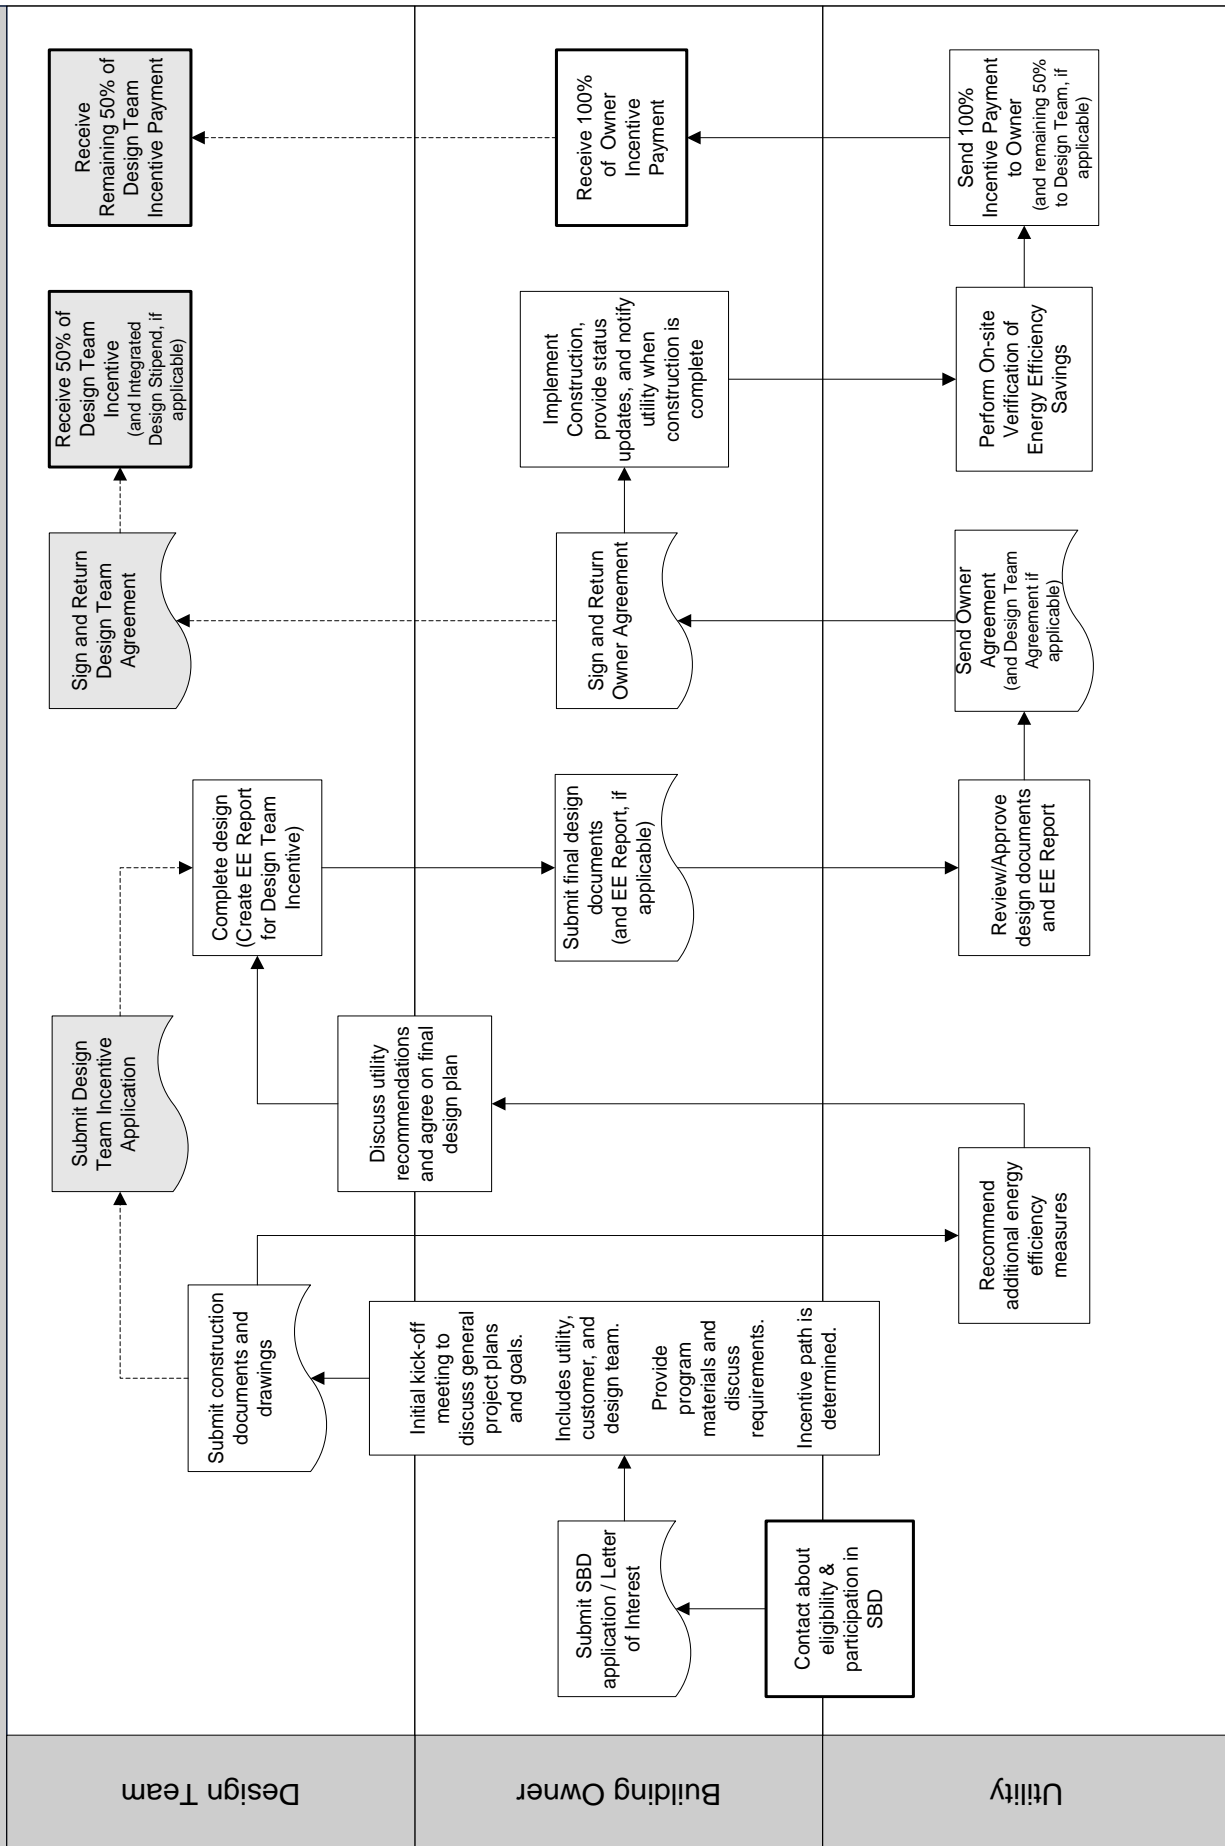 Design Team
Building Owner
Utility
Contact about
eligibility &
participation in
SBD
Submit SBD
application / Letter
of Interest
Initial kick-off
meeting to
discuss general
project plans
and goals.
Includes utility,
customer, and
design team.
Provide
program
materials and
discuss
requirements.
Incentive path is
determined.
Submit construction
documents and
drawings
Recommend
additional energy
efficiency
measures
Submit Design
Team Incentive
Application
Discuss utility
recommendations
and agree on final
design plan
Complete design
(Create EE Report
for Design Team
Incentive)
Submit final design
documents
(and EE Report, if
applicable)
Review/Approve
design documents
and EE Report
Send Owner
Agreement
(and Design Team
Agreement if
applicable)
Sign and Return
Owner Agreement
Sign and Return
Design Team
Agreement
Receive 50% of
Design Team
Incentive
(and Integrated
Design Stipend, if
applicable)
Implement
Construction,
provide status
updates, and notify
utility when
construction is
complete
Perform On-site
Verification of
Energy Efficiency
Savings
Send 100%
Incentive Payment
to Owner
(and remaining 50%
to Design Team, if
applicable)
Receive 100%
of Owner
Incentive
Payment
Receive
Remaining 50% of
Design Team
Incentive Payment